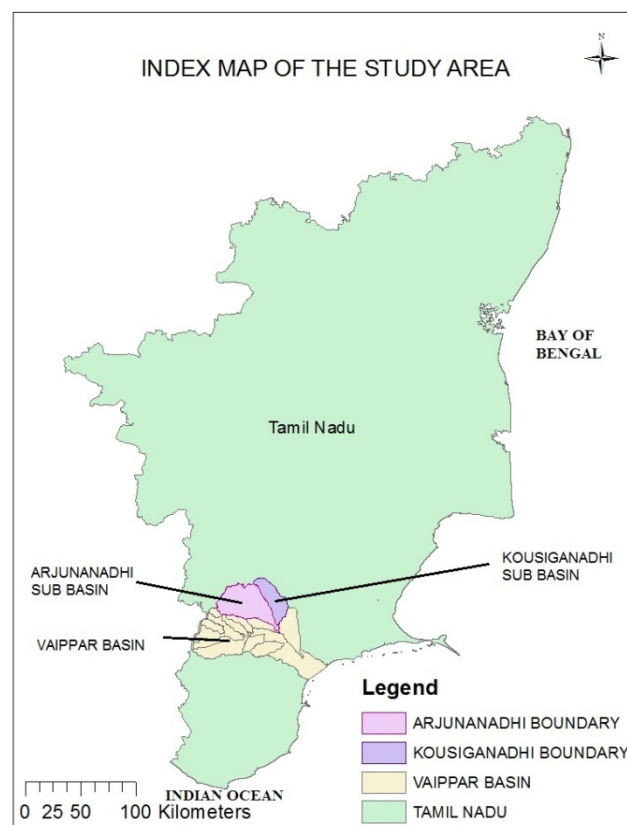 N
INDEX MAP OF THE STUDY AREA
BAY OF
BENGAL
Tamil Nadu
ARJUNANADHI
SUB BASIN
KOUSIGANADHI
SUB BASIN
VAIPPAR BASIN
Legend
ARJUNANADHI BOUNDARY
KOUSIGANADHI BOUNDARY
VAIPPAR BASIN
TAMIL NADU
INDIAN OCEAN
0 25 50 100 Kilometers